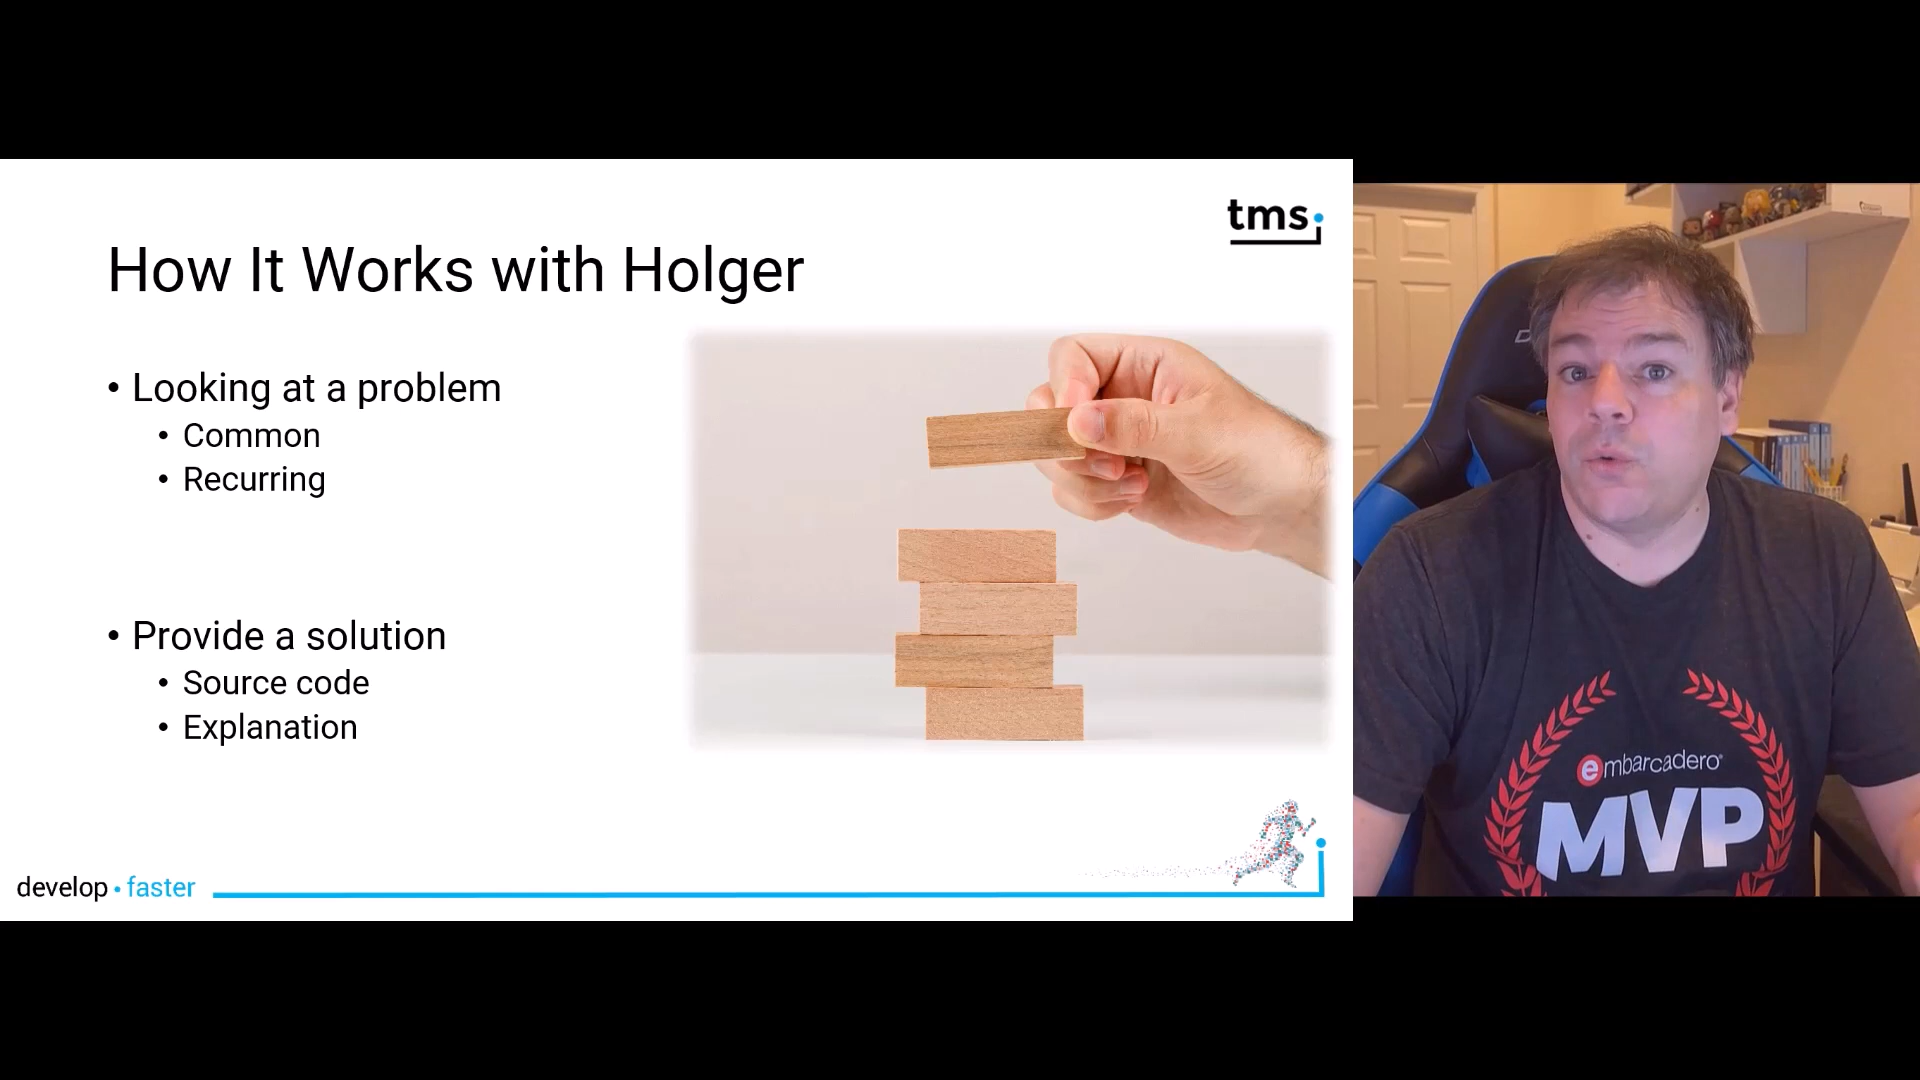 tms
How It Works with Holger
• Looking at a problem
• Common
• Recurring
• Provide a solution
• Source code
• Explanation
develop • faster
embarcadero®
MVP